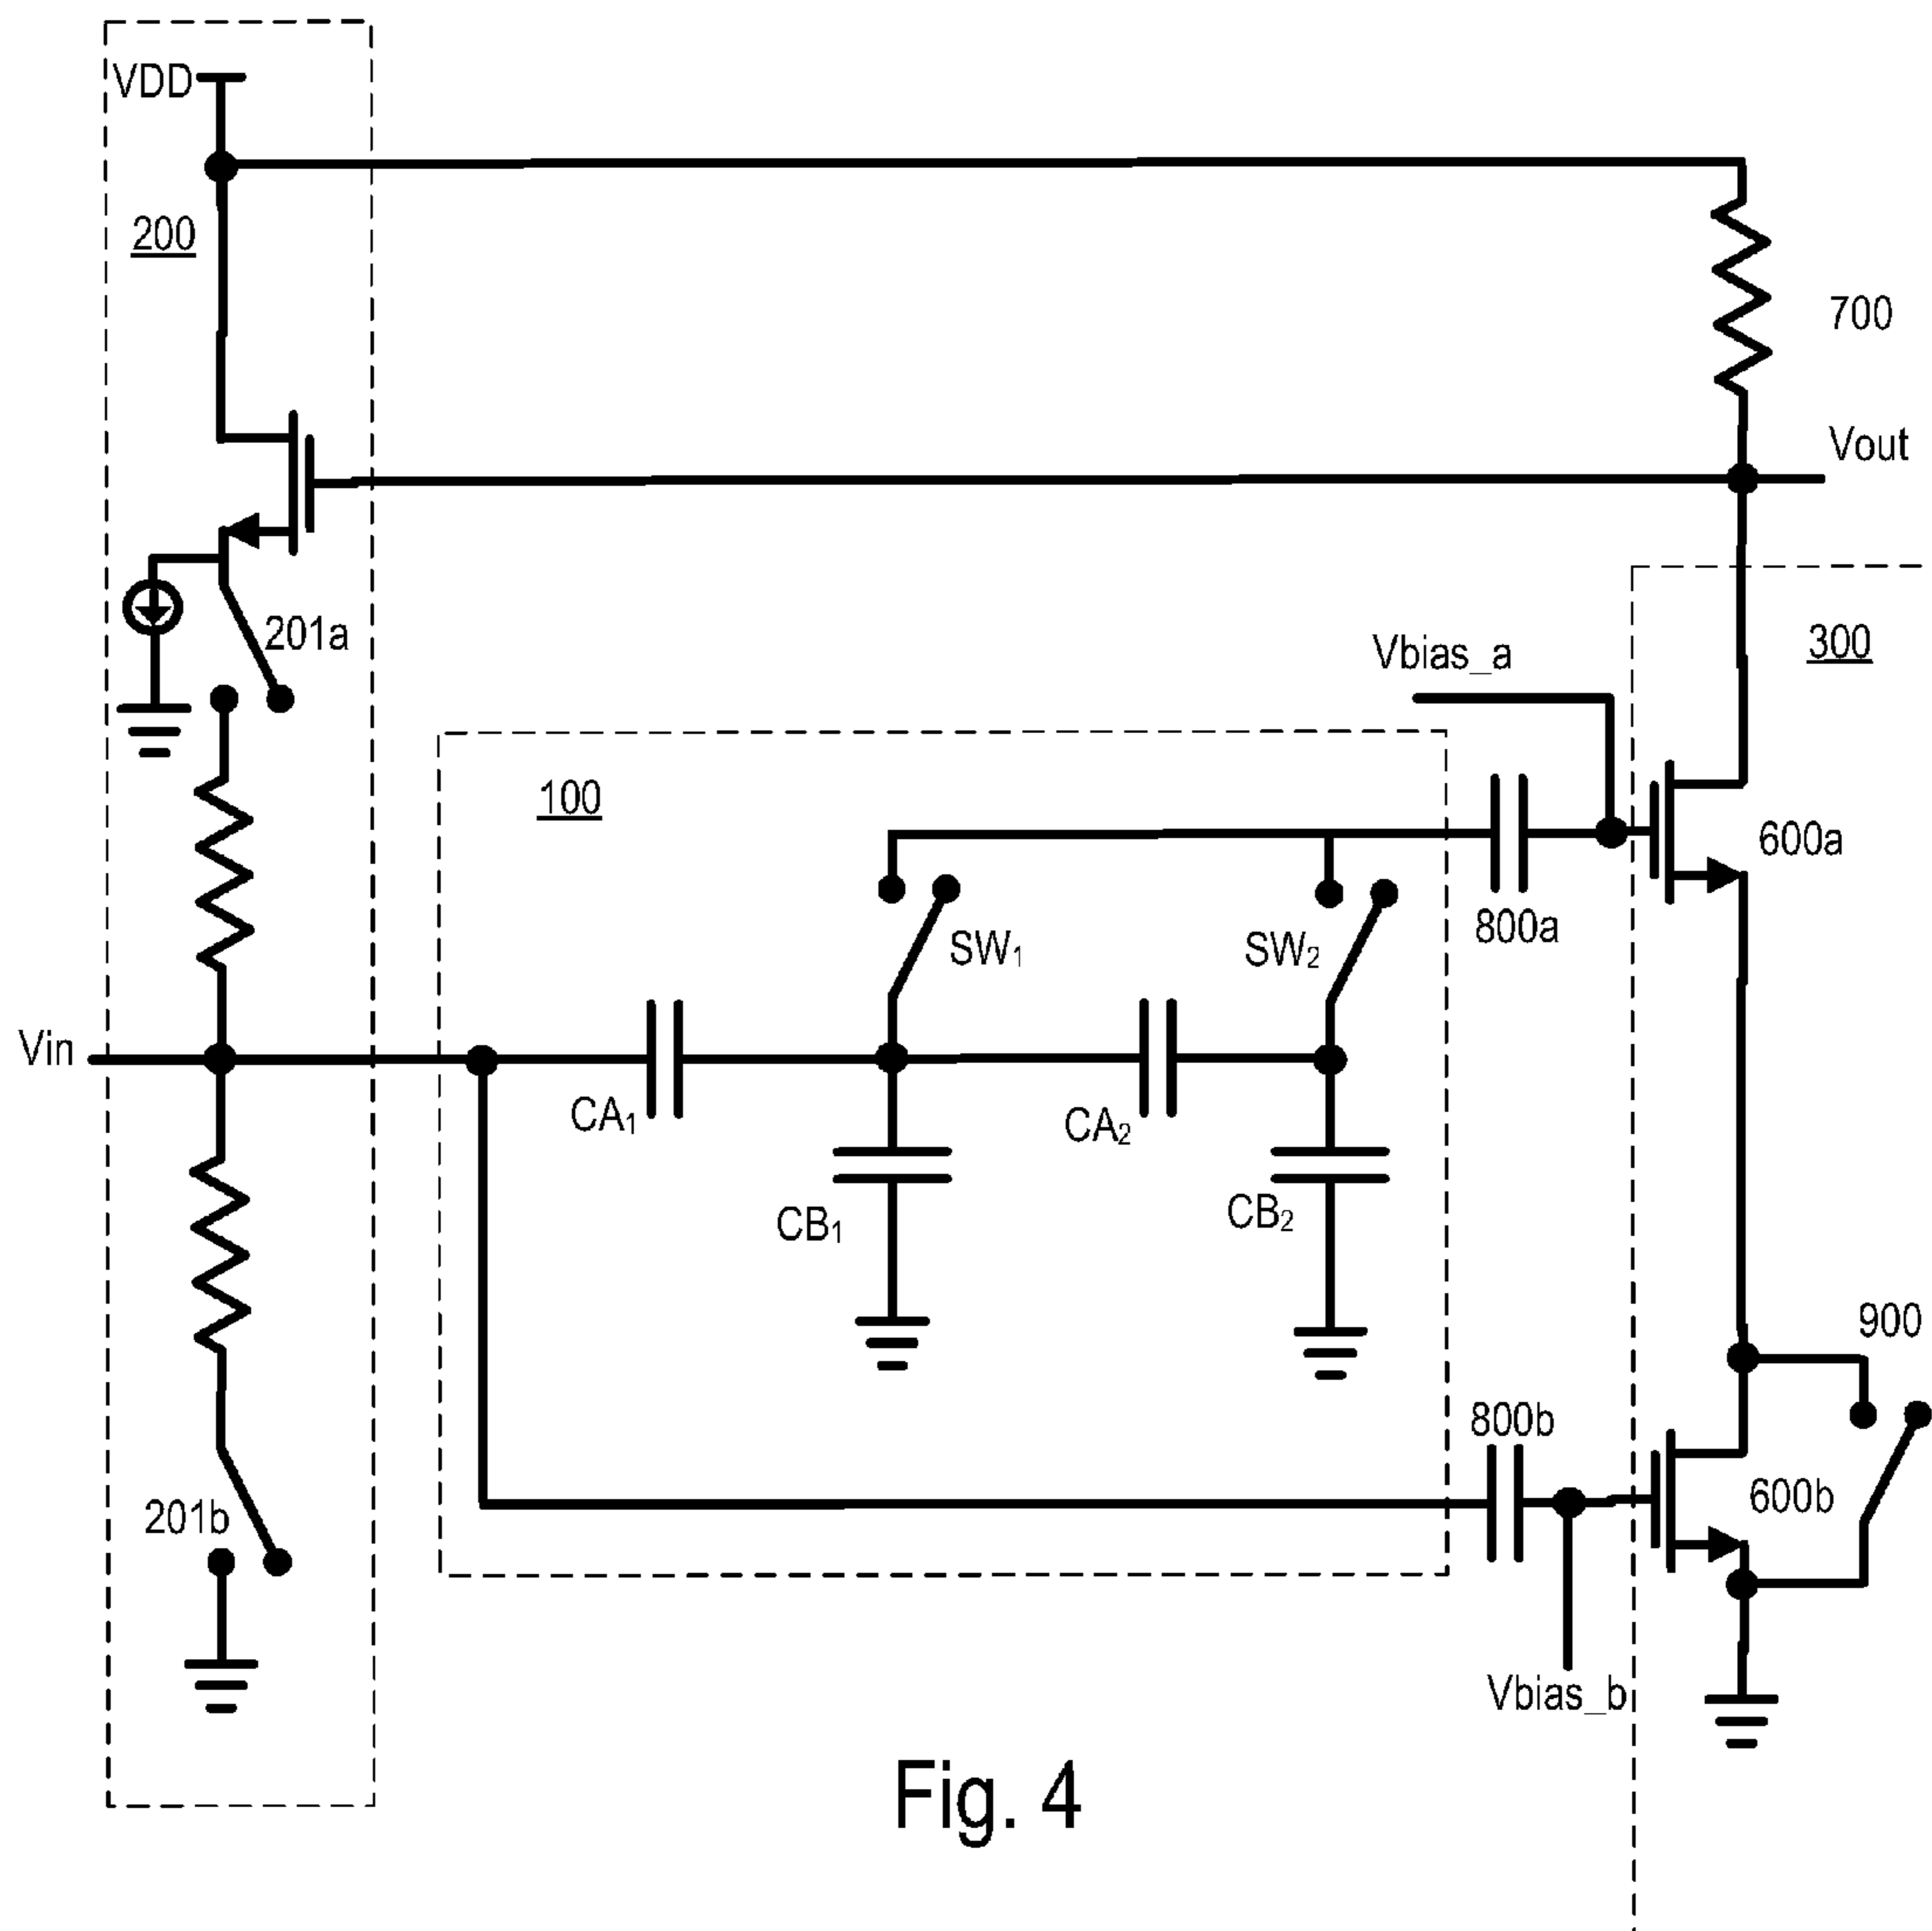 VDD
200
700
Vout
201a
300
Vbias_a
100
600a
800a
SW₁
SW₂
Vin
CA₁
CA₂
CB₁
CB₂
900
800b
600b
201b
Vbias_b
Fig. 4